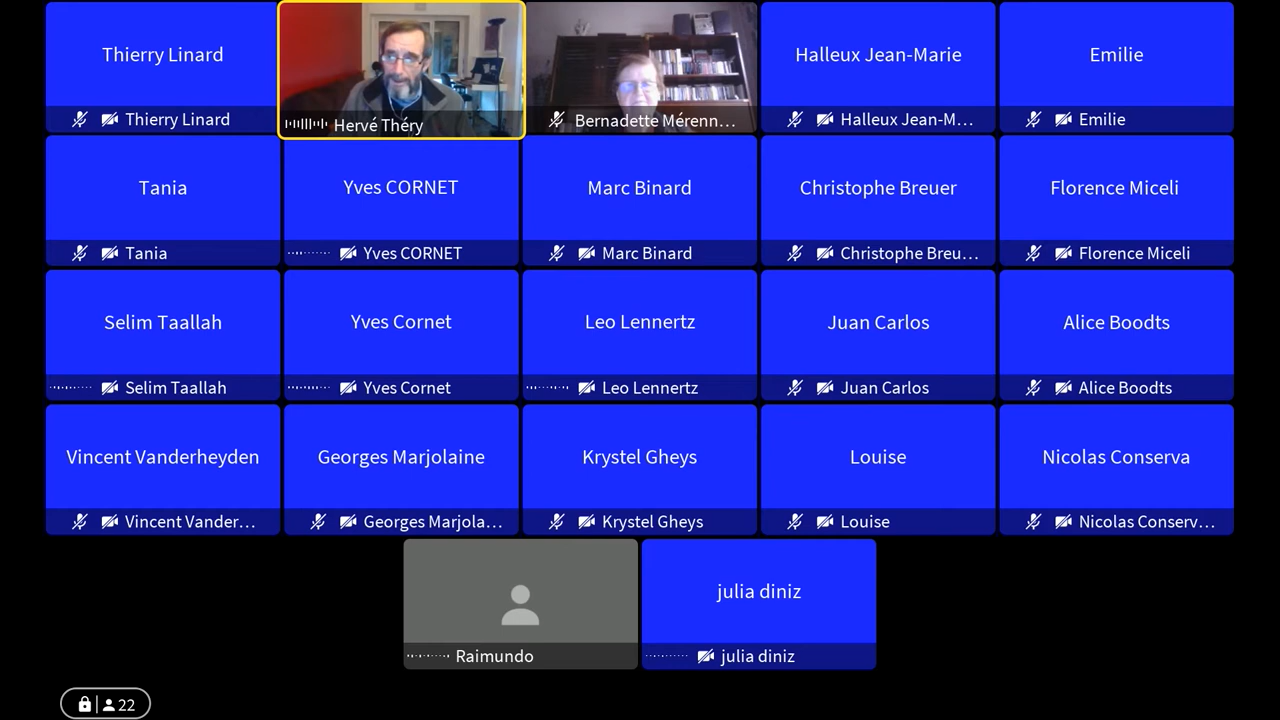 Thierry Linard
Thierry Linard
Hervé Théry
Bernadette Mérenn…
Halleux Jean-Marie
Halleux Jean-M…
Emilie
Emilie
Tania
Tania
Yves CORNET
Yves CORNET
Marc Binard
Marc Binard
Christophe Breuer
Christophe Breu…
Florence Miceli
Florence Miceli
Selim Taallah
Selim Taallah
Yves Cornet
Yves Cornet
Leo Lennertz
Leo Lennertz
Juan Carlos
Juan Carlos
Alice Boodts
Alice Boodts
Vincent Vanderheyden
Vincent Vander…
Georges Marjolaine
Georges Marjola…
Krystel Gheys
Krystel Gheys
Louise
Louise
Nicolas Conserva
Nicolas Conserv…
Raimundo
julia diniz
julia diniz
22